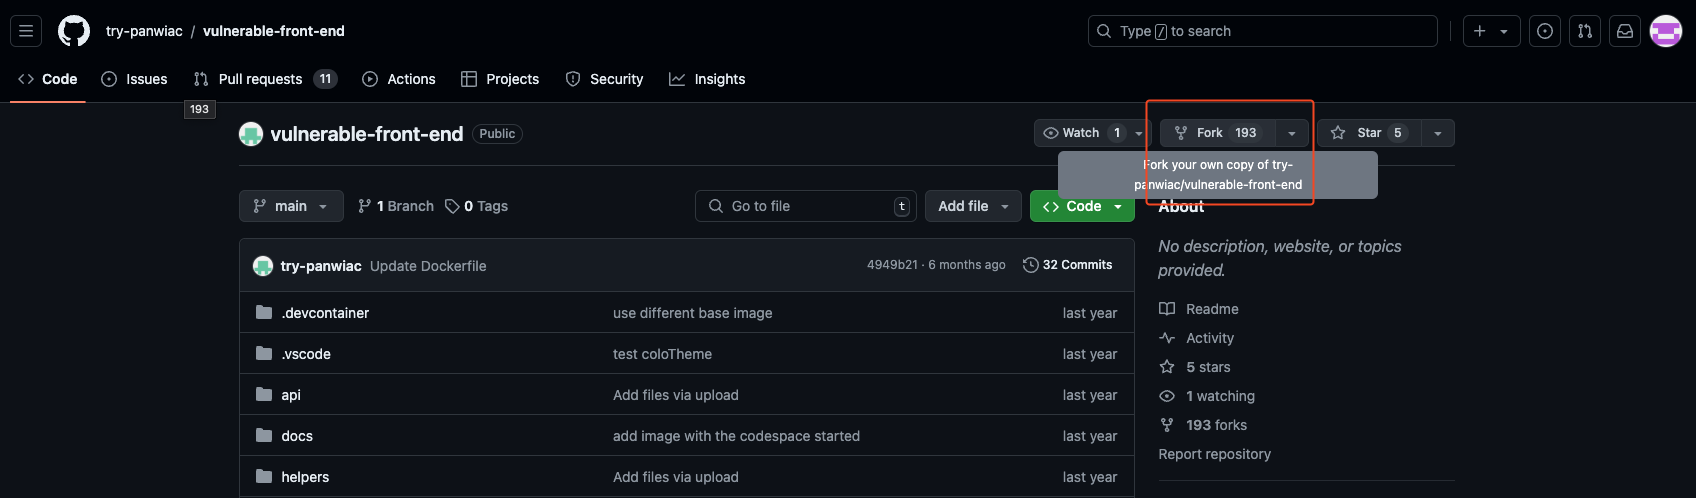 try-panwiac / vulnerable-front-end
Type / to search
Code Issues Pull requests 11 Actions Projects Security Insights
193
vulnerable-front-end Public
Watch 1 Fork 193 Star 5
Fork your own copy of try-
panwiac/vulnerable-front-end
main 1 Branch 0 Tags
Go to file t
Add file
Code
About
No description, website, or topics
provided.
try-panwiac Update Dockerfile 4949b21 · 6 months ago 32 Commits
.devcontainer use different base image last year
.vscode test coloTheme last year
api Add files via upload last year
docs add image with the codespace started last year
helpers Add files via upload last year
Readme
Activity
5 stars
1 watching
193 forks
Report repository